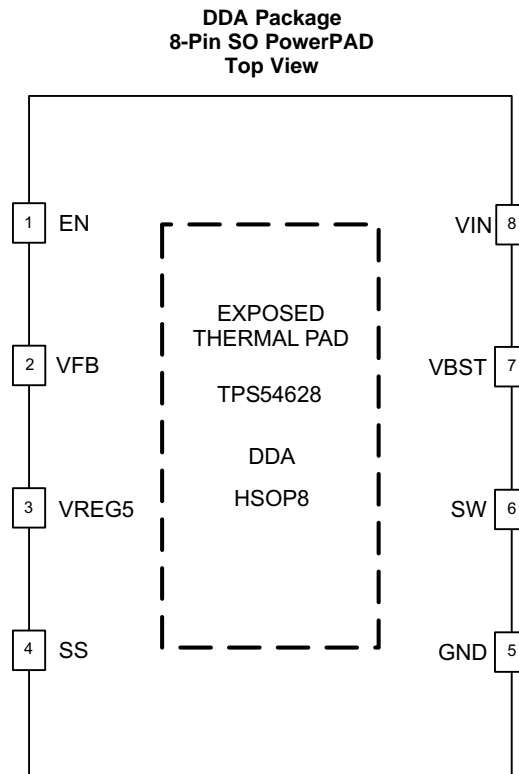 DDA Package
8-Pin SO PowerPAD
Top View
1 EN
VIN 8
2 VFB
VBST 7
3 VREG5
SW 6
4 SS
GND 5
EXPOSED
THERMAL PAD
TPS54628
DDA
HSOP8